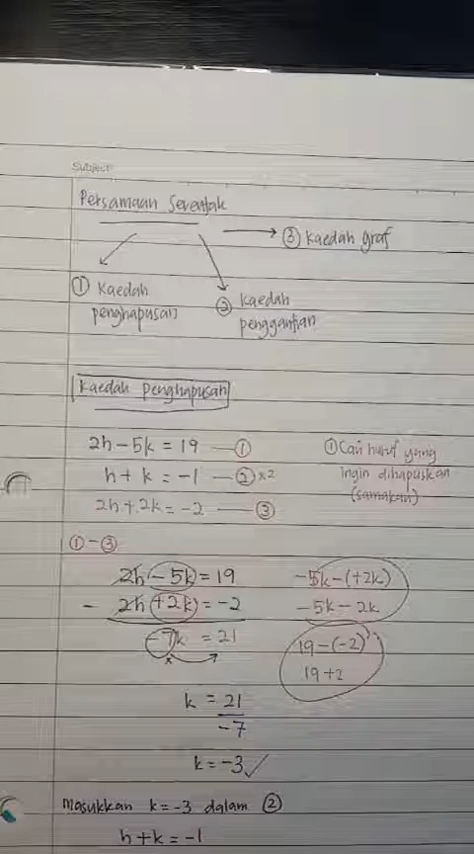 Subject:
Persamaan Serentak
③ Kaedah graf
① Kaedah penghapusan
② Kaedah penggantian
Kaedah Penghapusan
2h - 5k = 19 — ①
h + k = -1 — ② ×2
2h + 2k = -2 — ③
① Cari huruf yang
ingin dihapuskan
(samakan)
① - ③
2h - 5k = 19
- 2h + 2k = -2
-7k = 21
-5k - (+2k)
-5k - 2k
19 - (-2)
19 + 2
k = 21
-7
k = -3 ✓
Masukkan k = -3 dalam ②
h + k = -1